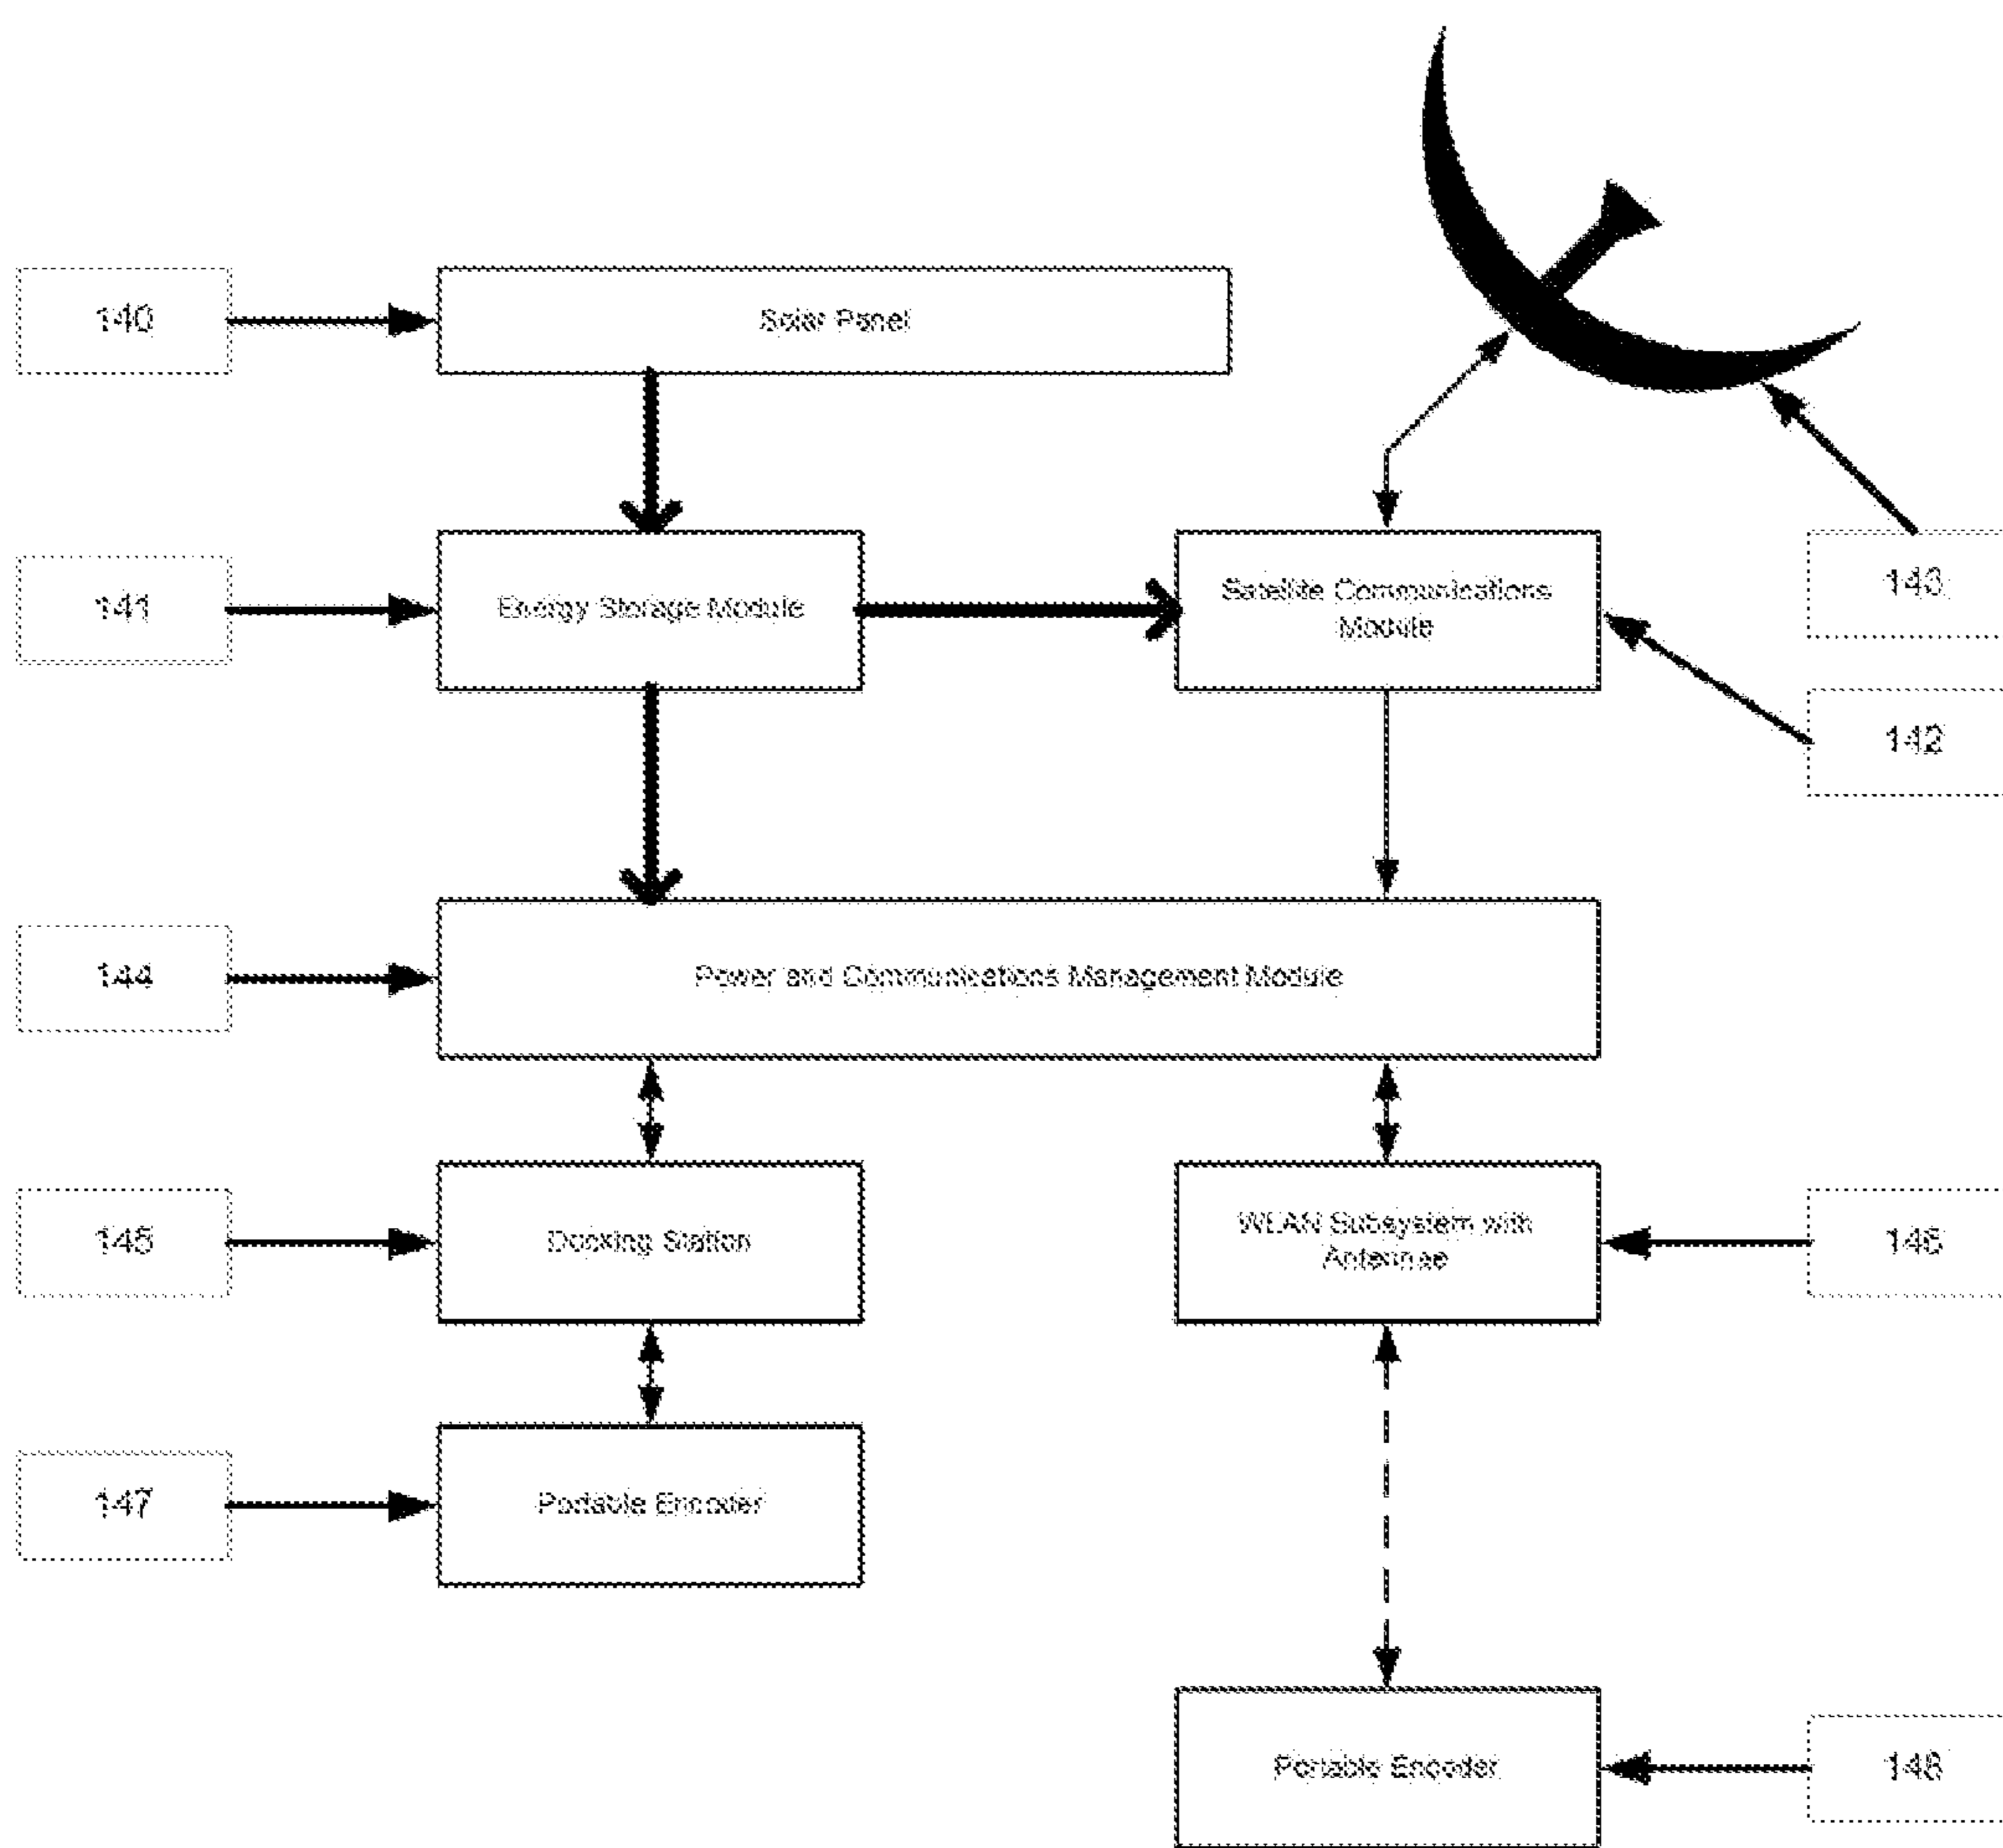 140
Solar Panel
141
Energy Storage Module
Satellite Communications
Module
143
142
144
Power and Communications Management Module
145
Docking Station
WLAN Subsystem with
Antennae
146
147
Portable Encoder
Portable Encoder
148